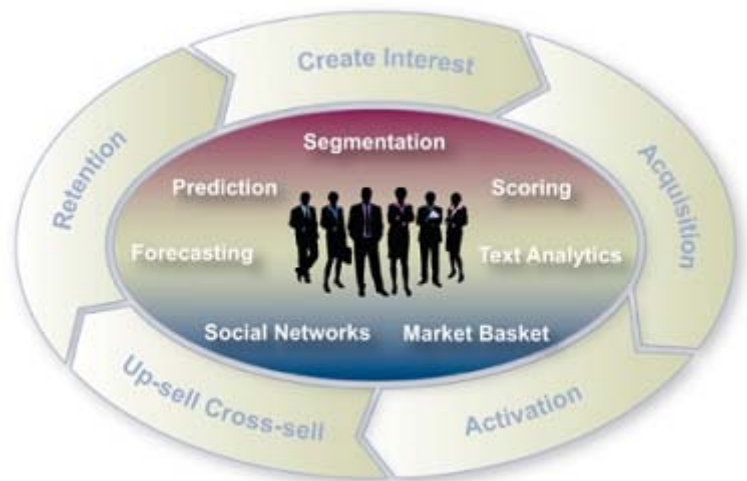 Create Interest
Acquisition
Activation
Up-sell Cross-sell
Retention
Segmentation
Prediction
Scoring
Forecasting
Text Analytics
Social Networks
Market Basket